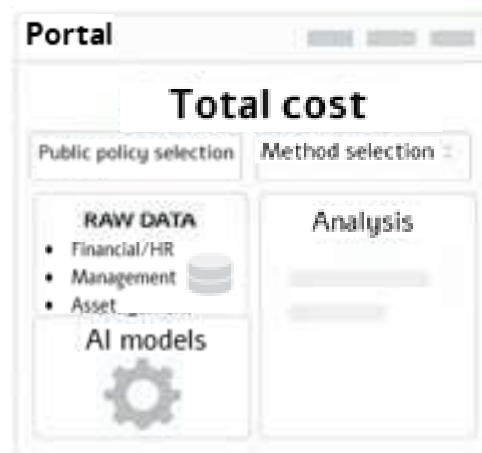 Portal
Total cost
Public policy selection
Method selection
RAW DATA
• Financial/HR
• Management
• Asset
AI models
Analysis